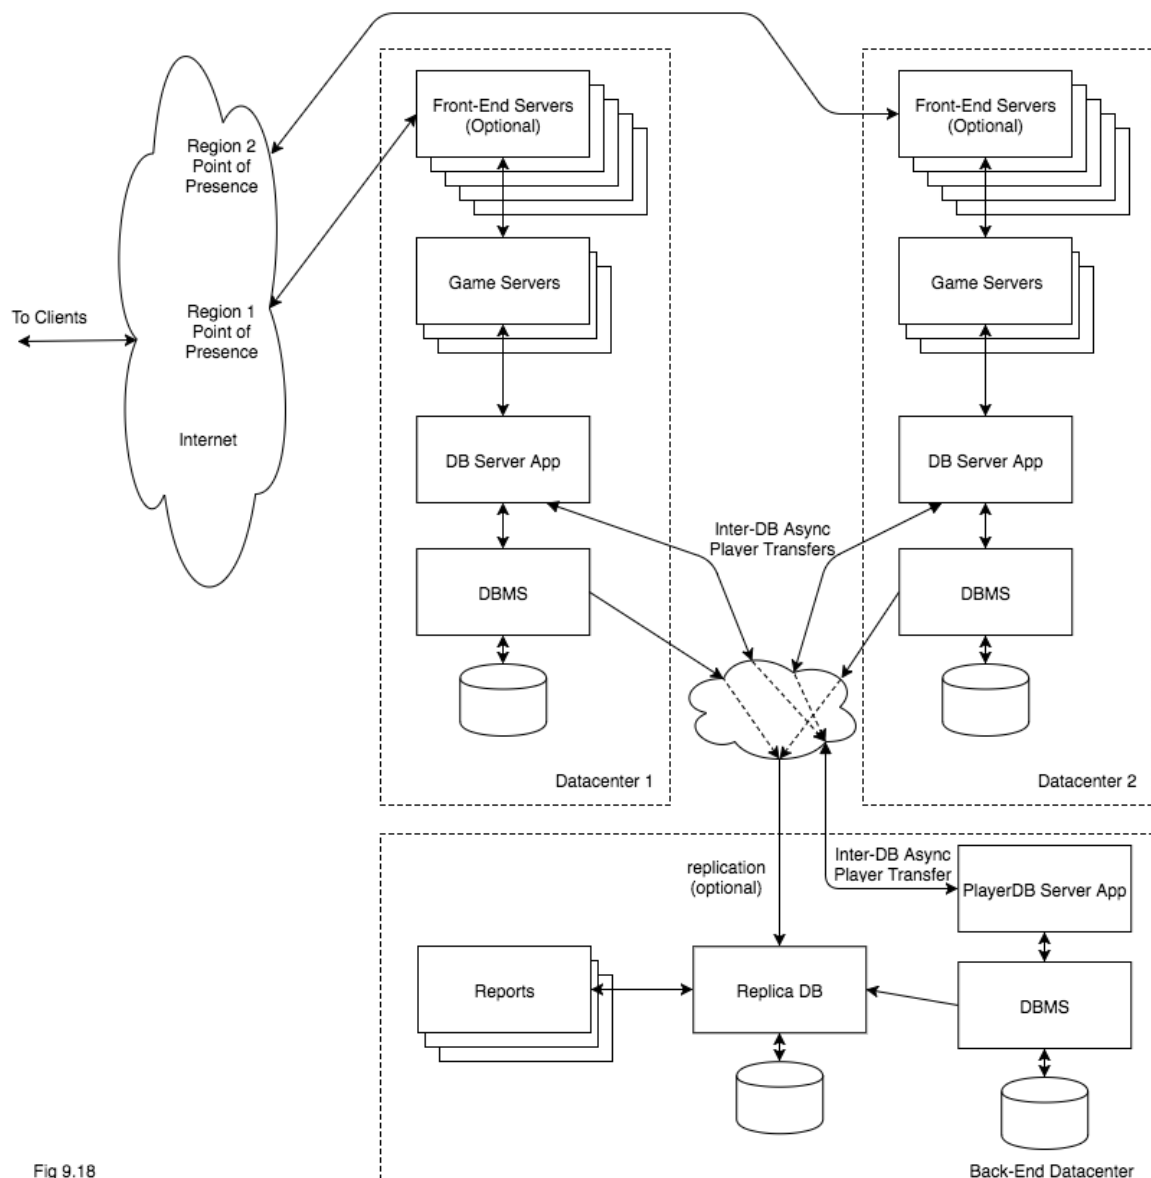 Front-End Servers
(Optional)
Front-End Servers
(Optional)
Region 2
Point of
Presence
Game Servers
Game Servers
To Clients
Region 1
Point of
Presence
Internet
DB Server App
DB Server App
Inter-DB Async
Player Transfers
DBMS
DBMS
Datacenter 1
Datacenter 2
replication
(optional)
Inter-DB Async
Player Transfer
PlayerDB Server App
Reports
Replica DB
DBMS
Fig 9.18
Back-End Datacenter